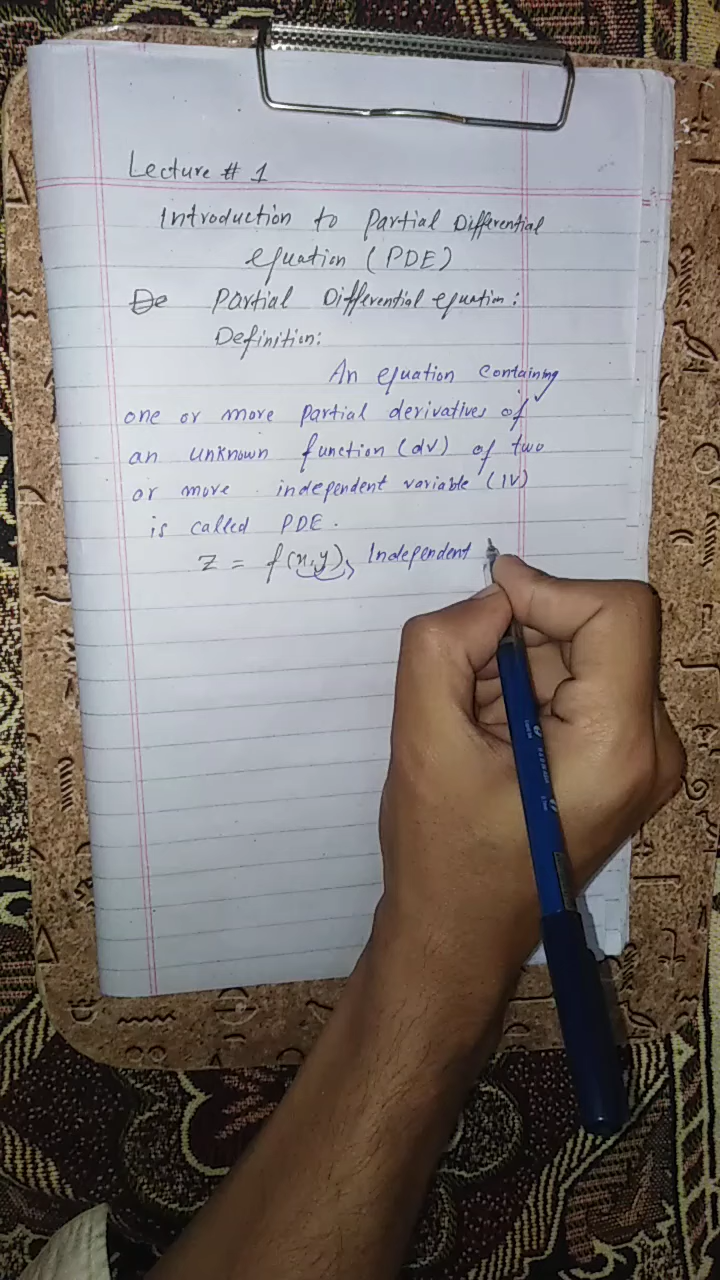 Lecture # 1
Introduction to Partial Differential
equation (PDE)
De Partial Differential equation:
Definition:
An equation containing
one or more partial derivatives of
an unknown function (dv) of two
or more independent variable (IV)
is called PDE.
z = f(x,y), Independent